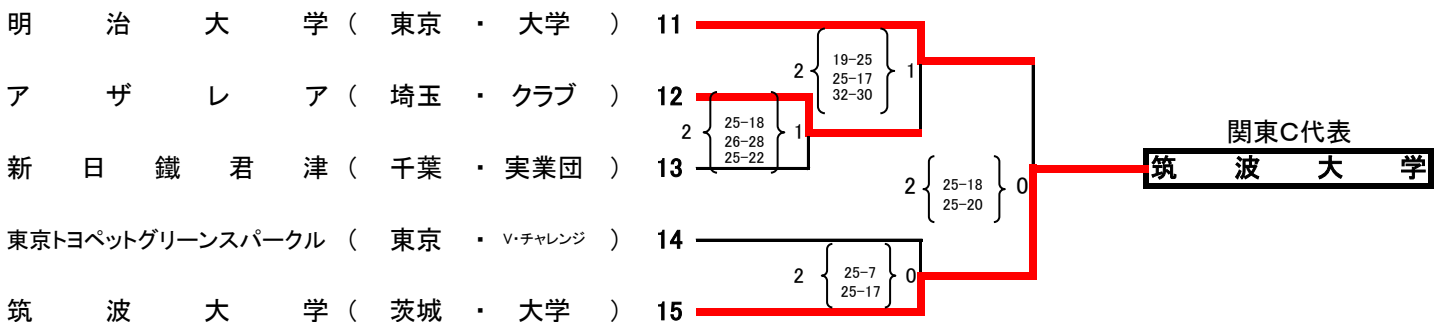 明治大学(東京・大学) 11
2 19-25 1
25-17
32-30
アザレア(埼玉・クラブ) 12
2 25-18 1
26-28
25-22
新日鐵君津(千葉・実業団) 13
関東C代表
筑波大学
2 25-18 0
25-20
東京トヨペットグリーンスパークル(東京・V・チャレンジ) 14
2 25-7 0
25-17
筑波大学(茨城・大学) 15